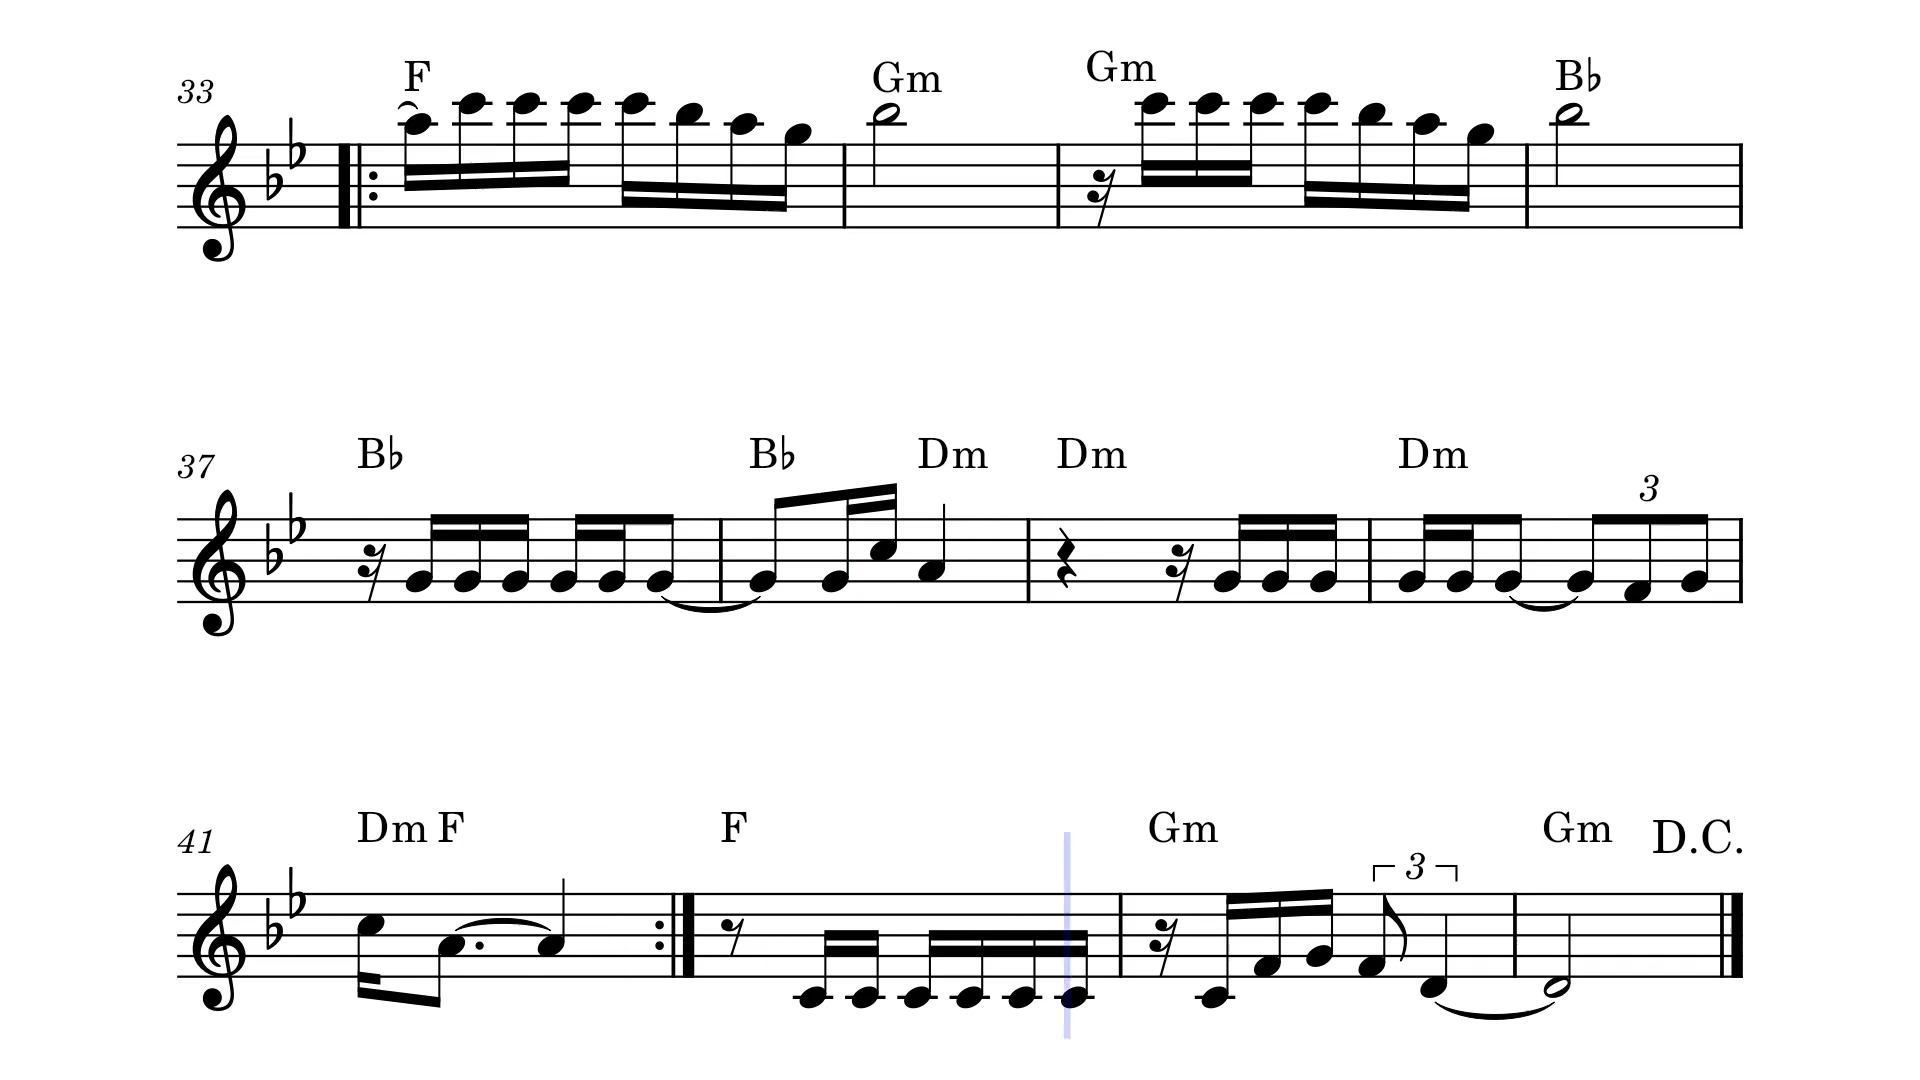 33 F Gm Gm B♭
37 B♭ B♭ Dm Dm Dm
3
41 Dm F F Gm Gm D.C.
3